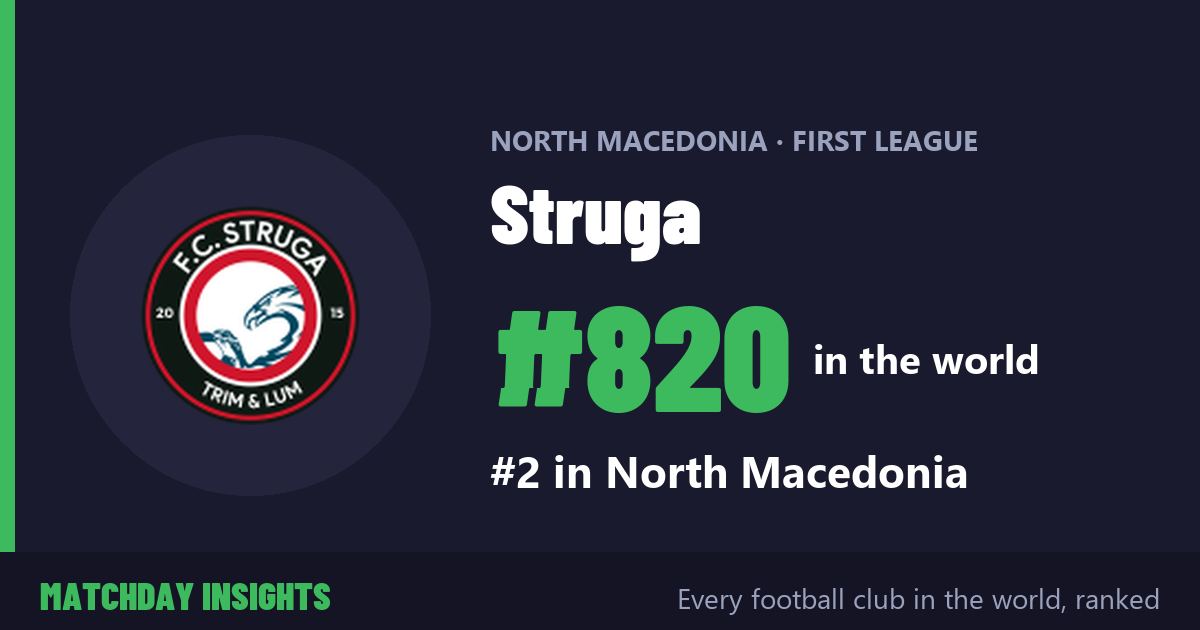 NORTH MACEDONIA · FIRST LEAGUE
Struga
F.C. STRUGA
20 15
TRIM & LUM
#820 in the world
#2 in North Macedonia
MATCHDAY INSIGHTS
Every football club in the world, ranked